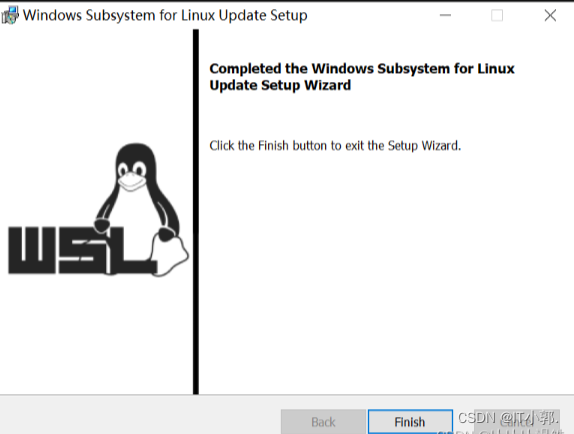 Windows Subsystem for Linux Update Setup
Completed the Windows Subsystem for Linux
Update Setup Wizard
Click the Finish button to exit the Setup Wizard.
WSL
Back
Finish
CSDN @IT小郭.